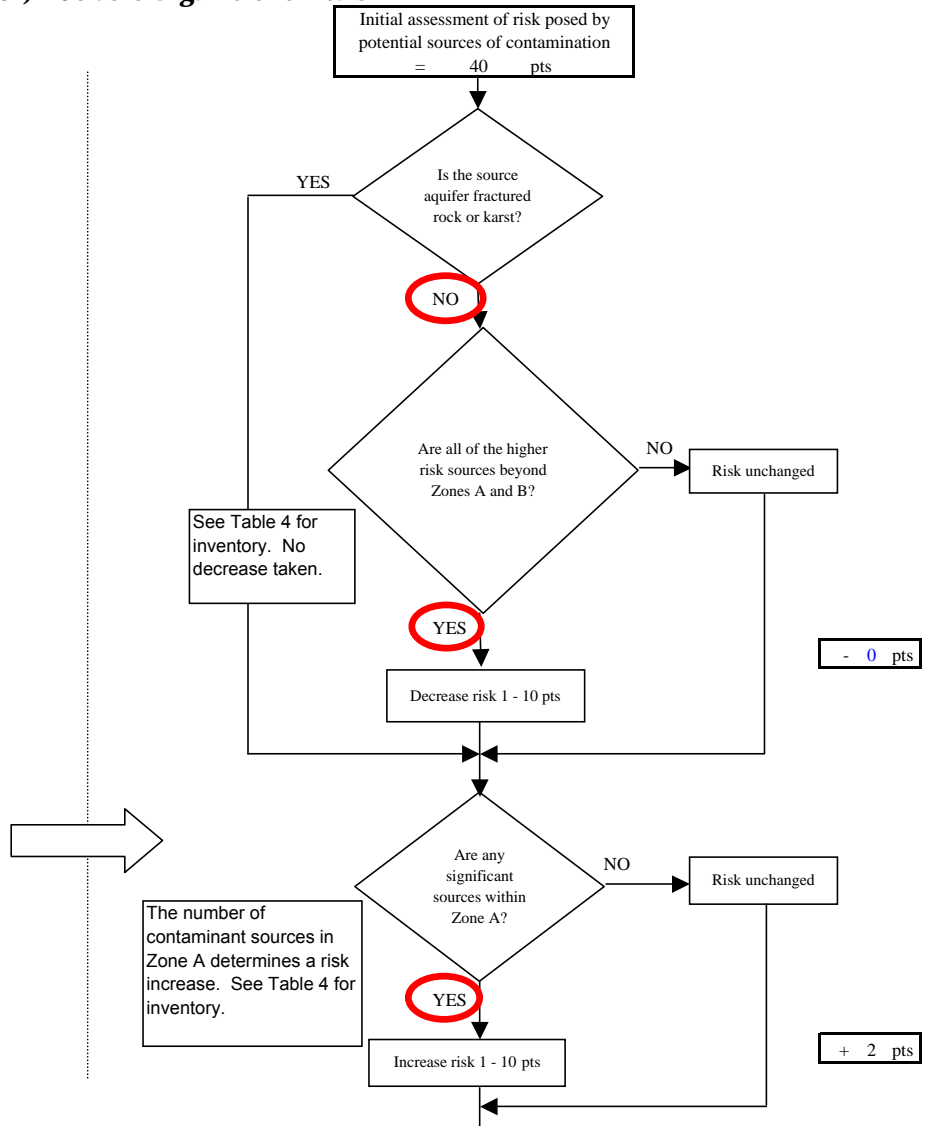 Initial assessment of risk posed by
potential sources of contamination
= 40 pts
Is the source
aquifer fractured
rock or karst?
YES
NO
Are all of the higher
risk sources beyond
Zones A and B?
NO
Risk unchanged
See Table 4 for
inventory. No
decrease taken.
YES
- 0 pts
Decrease risk 1 - 10 pts
Are any
significant
sources within
Zone A?
NO
Risk unchanged
The number of
contaminant sources in
Zone A determines a risk
increase. See Table 4 for
inventory.
YES
+ 2 pts
Increase risk 1 - 10 pts